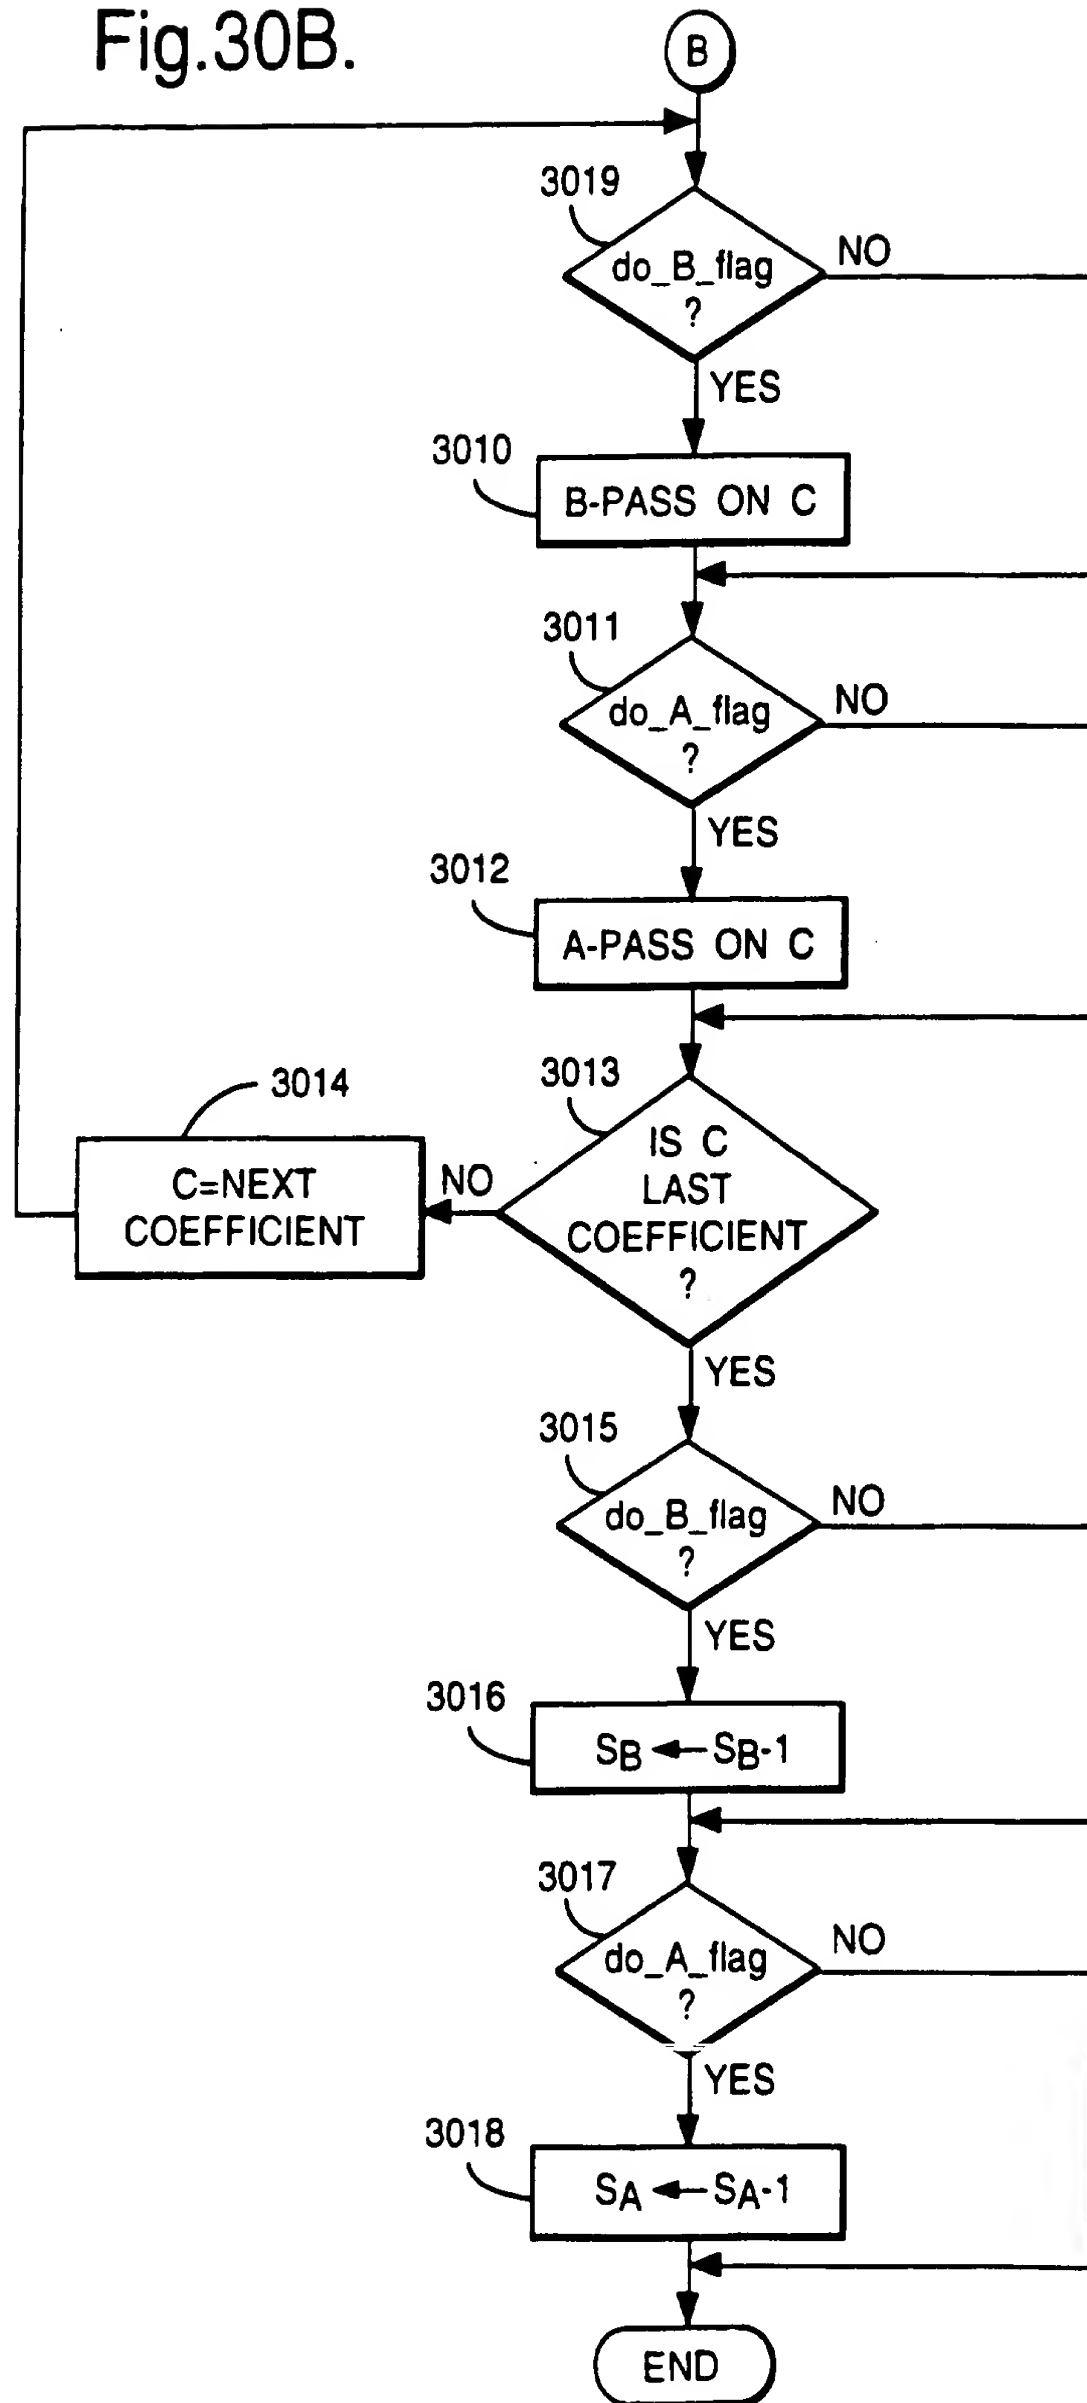 Fig.30B.
B
3019
do_B_flag
?
NO
YES
3010
B-PASS ON C
3011
do_A_flag
?
NO
YES
3012
A-PASS ON C
3014
C=NEXT
COEFFICIENT
NO
3013
IS C
LAST
COEFFICIENT
?
YES
3015
do_B_flag
?
NO
YES
3016
SB ← SB-1
3017
do_A_flag
?
NO
YES
3018
SA ← SA-1
END